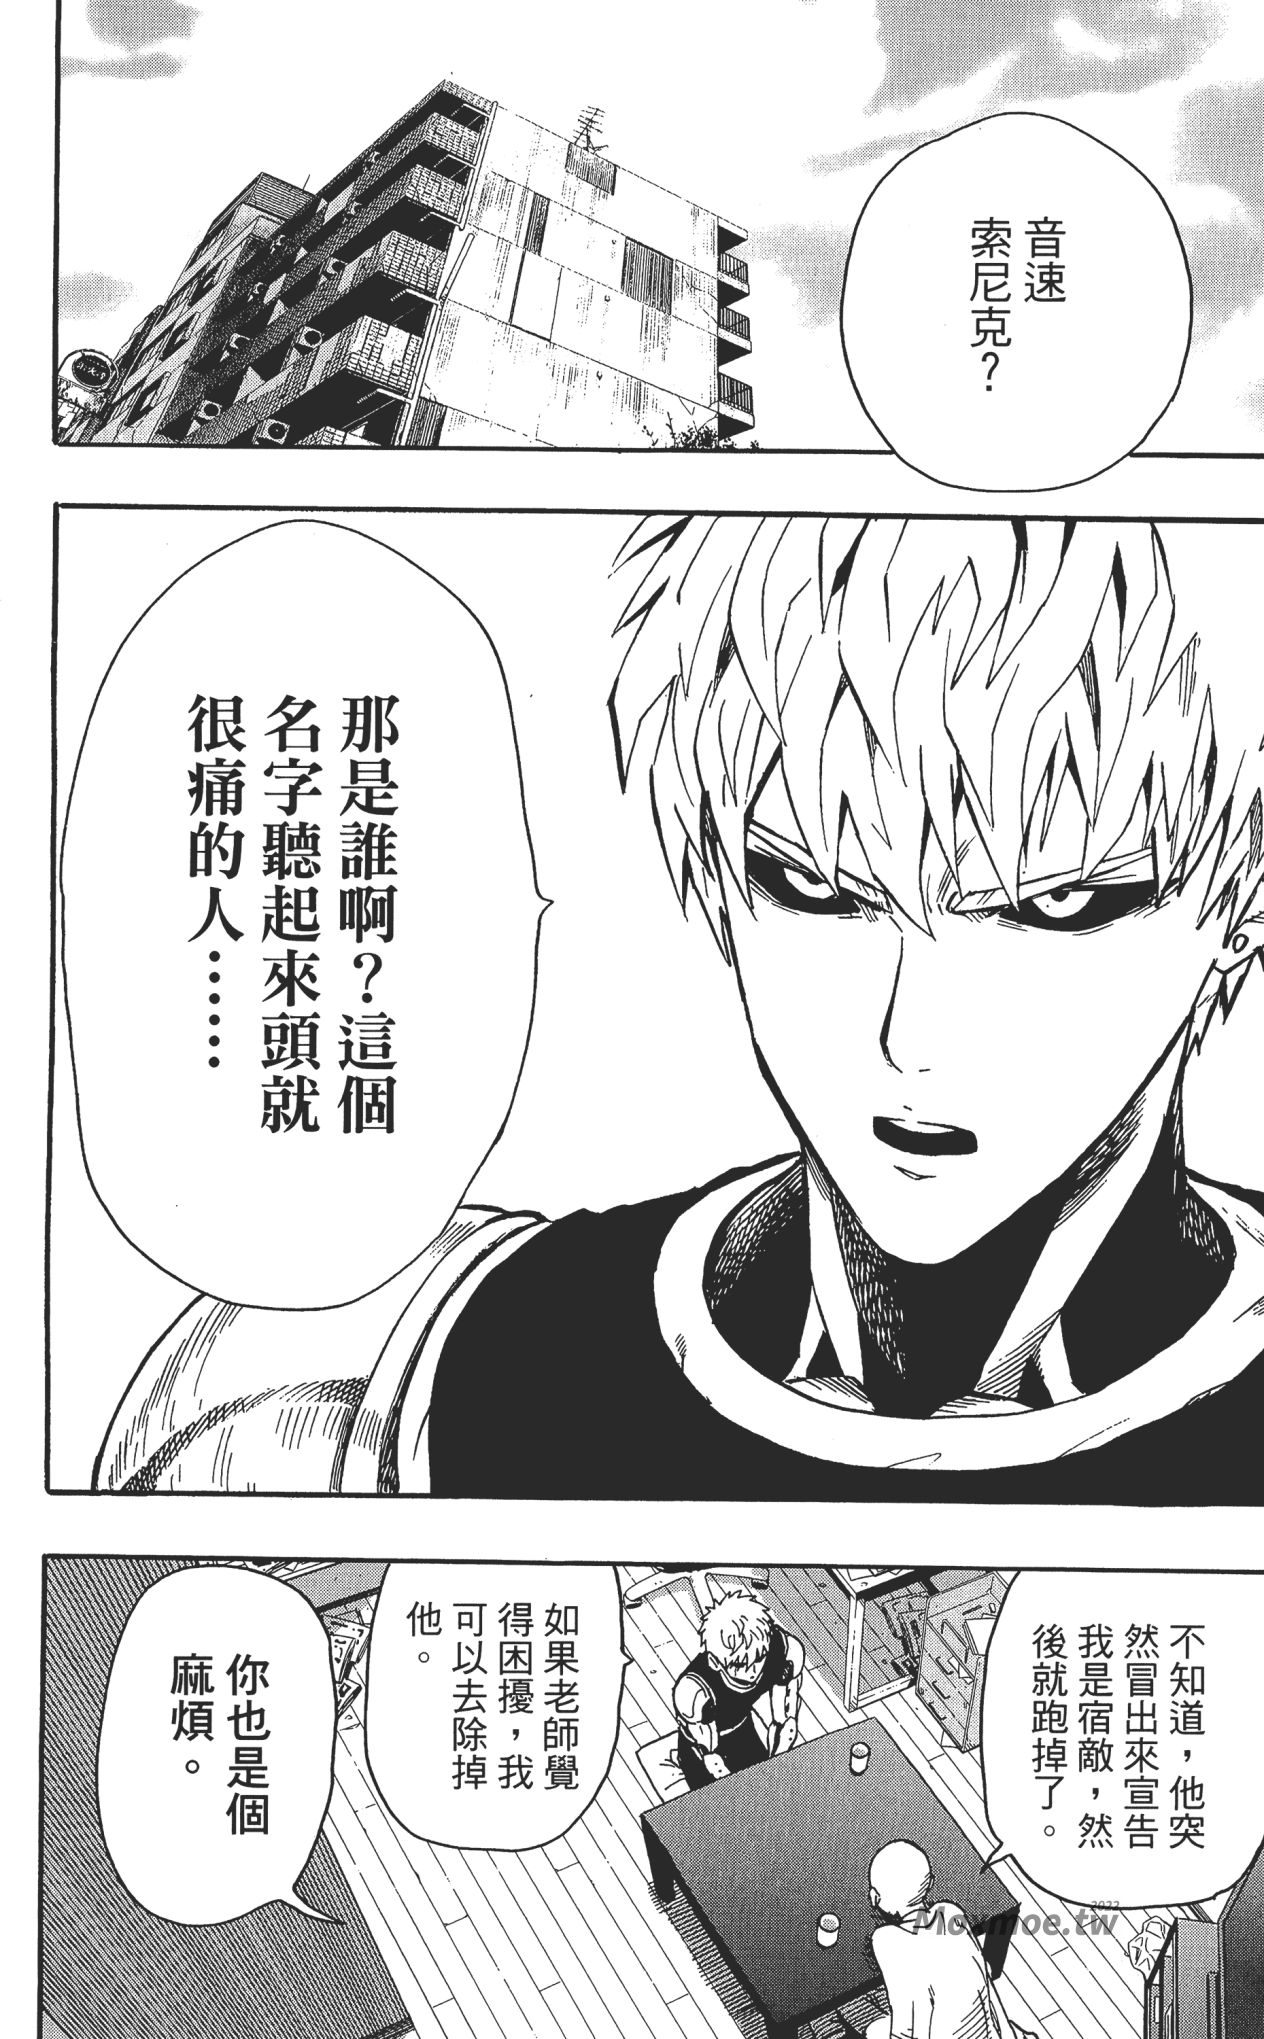 音速
索尼克？
那是誰啊？這個
名字聽起來頭就
很痛的人……
不知道，他突
然冒出來宣告
我是宿敵，然
後就跑掉了。
如果老師覺
得困擾，我
可以去除掉
他。
你也是個
麻煩。
2022
Moxmoe.tw